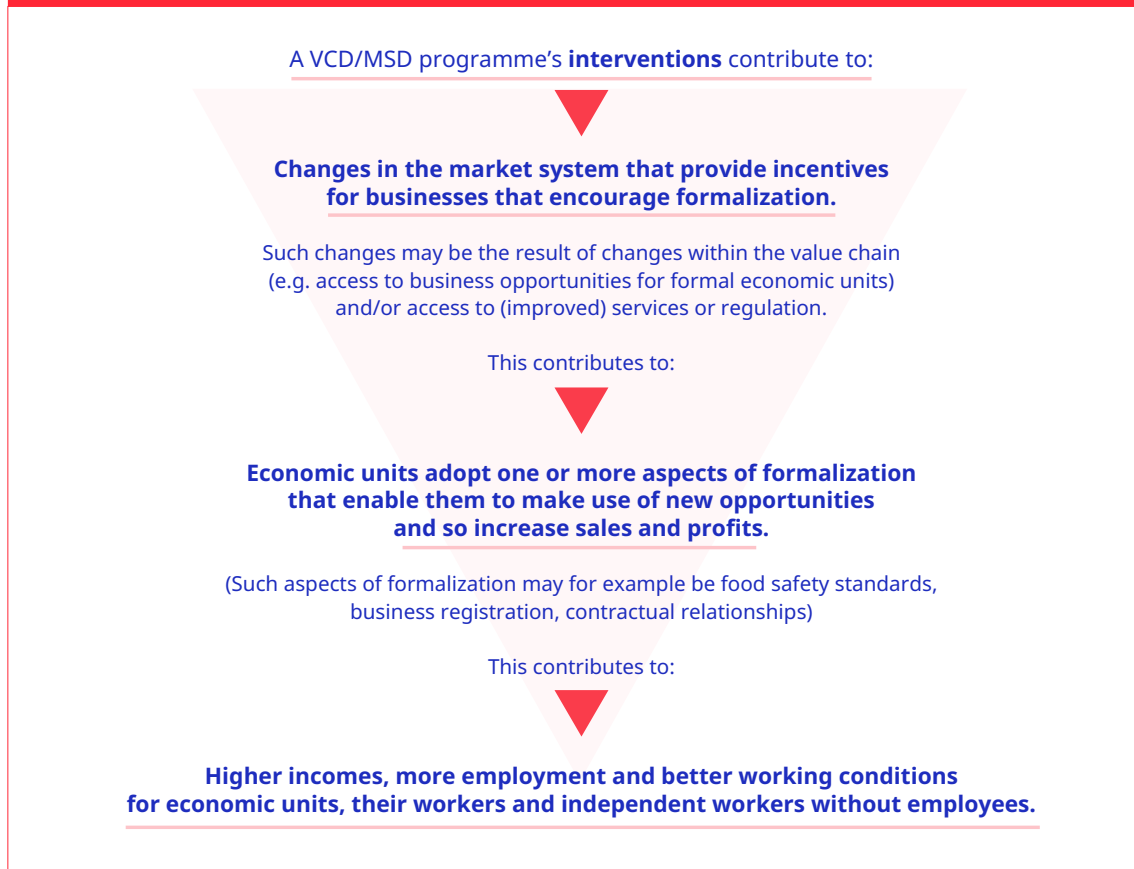 A VCD/MSD programme’s interventions contribute to:
Changes in the market system that provide incentives
for businesses that encourage formalization.
Such changes may be the result of changes within the value chain
(e.g. access to business opportunities for formal economic units)
and/or access to (improved) services or regulation.
This contributes to:
Economic units adopt one or more aspects of formalization
that enable them to make use of new opportunities
and so increase sales and profits.
(Such aspects of formalization may for example be food safety standards,
business registration, contractual relationships)
This contributes to:
Higher incomes, more employment and better working conditions
for economic units, their workers and independent workers without employees.